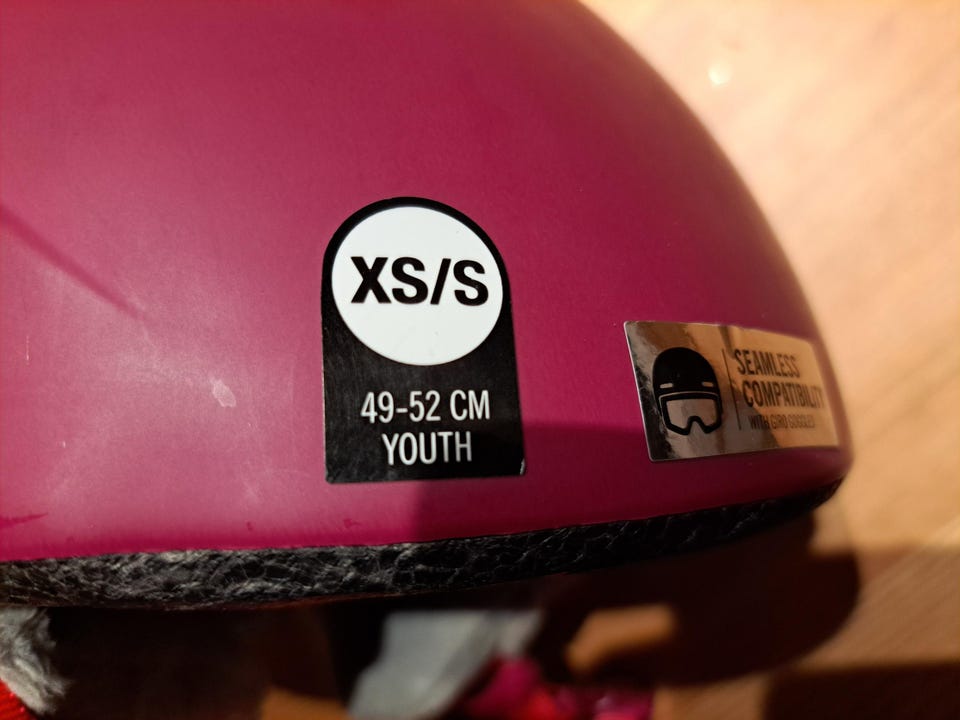 XS/S
49-52 CM
YOUTH
SEAMLESS
COMPATIBILITY
WITH GIRO GOGGLES